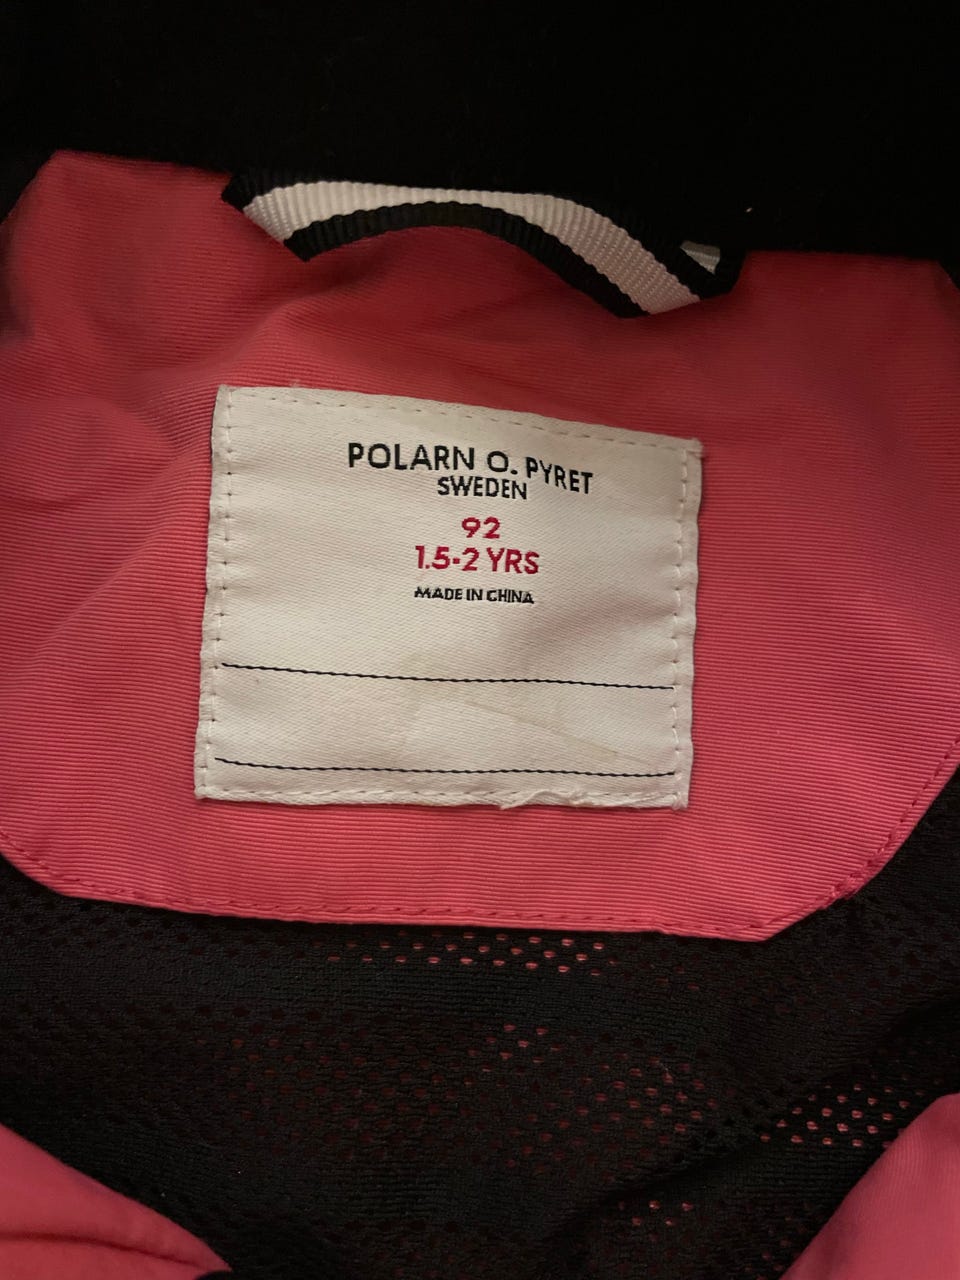 POLARN O. PYRET
SWEDEN
92
1.5-2 YRS
MADE IN CHINA